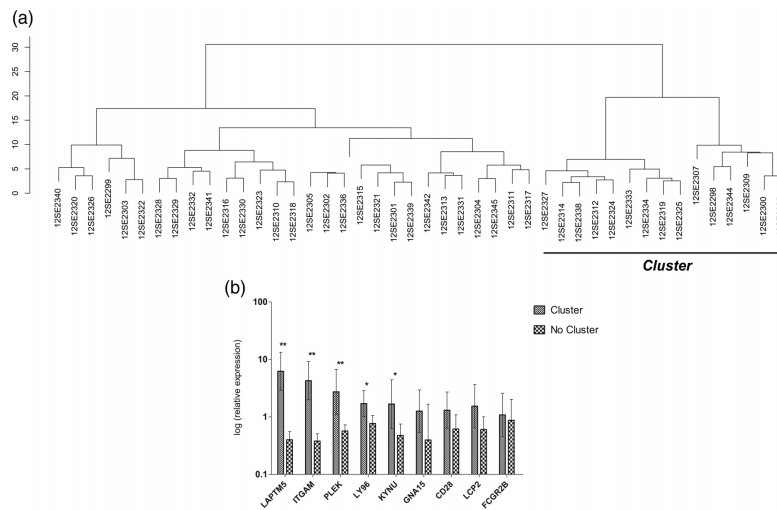 (a)
30
25
20
15
10
5
0
12SE2340
12SE2320
12SE2326
12SE2299
12SE2303
12SE2322
12SE2328
12SE2329
12SE2332
12SE2341
12SE2316
12SE2330
12SE2323
12SE2310
12SE2318
12SE2305
12SE2302
12SE2336
12SE2315
12SE2321
12SE2301
12SE2339
12SE2342
12SE2313
12SE2331
12SE2304
12SE2345
12SE2311
12SE2317
12SE2327
12SE2314
12SE2338
12SE2312
12SE2324
12SE2333
12SE2334
12SE2319
12SE2325
12SE2307
12SE2298
12SE2344
12SE2309
12SE2300
Cluster
(b)
log (relative expression)
100
10
1
0.1
**
**
**
*
*
Cluster
No Cluster
LAPTM5
ITGAM
PLEK
LY96
KYNU
GNA15
CD28
LCP2
FCGR2B